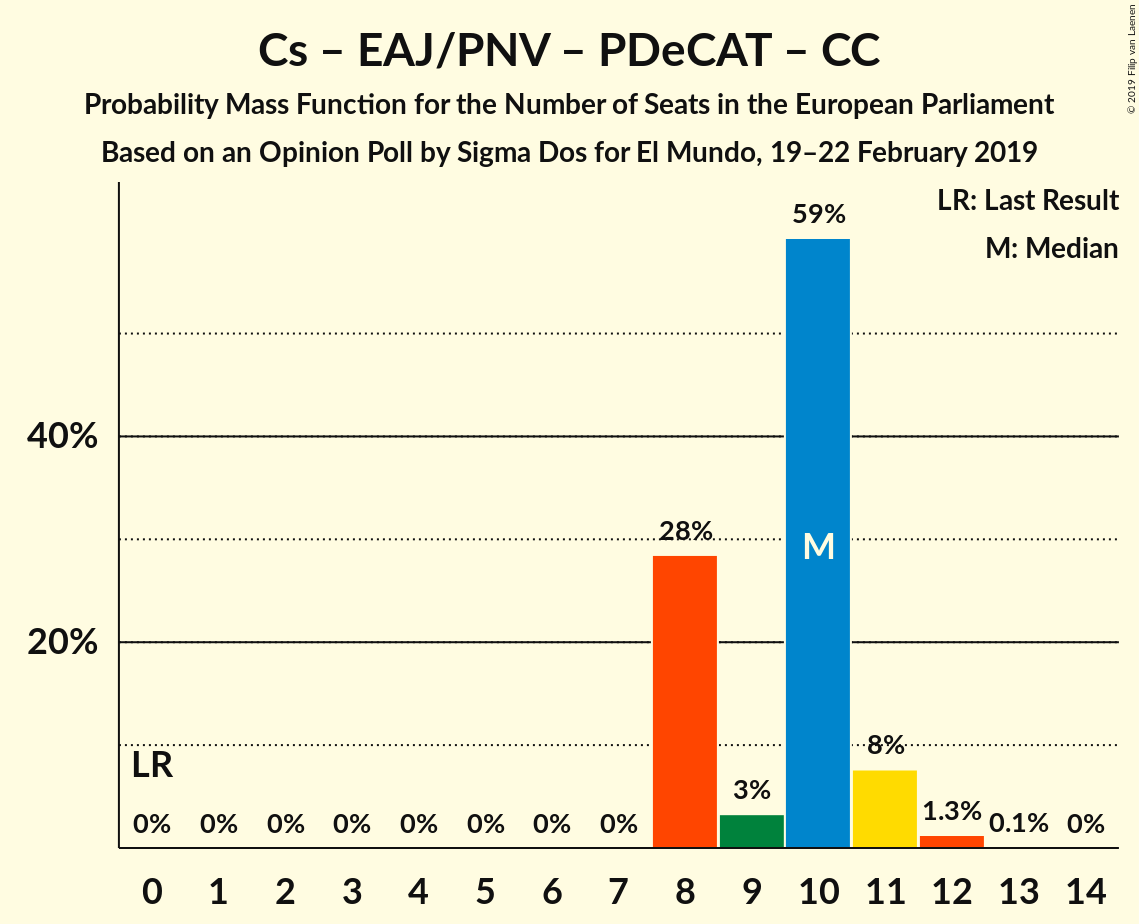 Cs – EAJ/PNV – PDeCAT – CC
Probability Mass Function for the Number of Seats in the European Parliament
Based on an Opinion Poll by Sigma Dos for El Mundo, 19–22 February 2019
© 2019 Filip van Laenen
LR: Last Result
M: Median
59%
40%
28%
M
20%
LR
8%
3%
1.3%
0% 0% 0% 0% 0% 0% 0% 0% 0.1% 0%
0 1 2 3 4 5 6 7 8 9 10 11 12 13 14